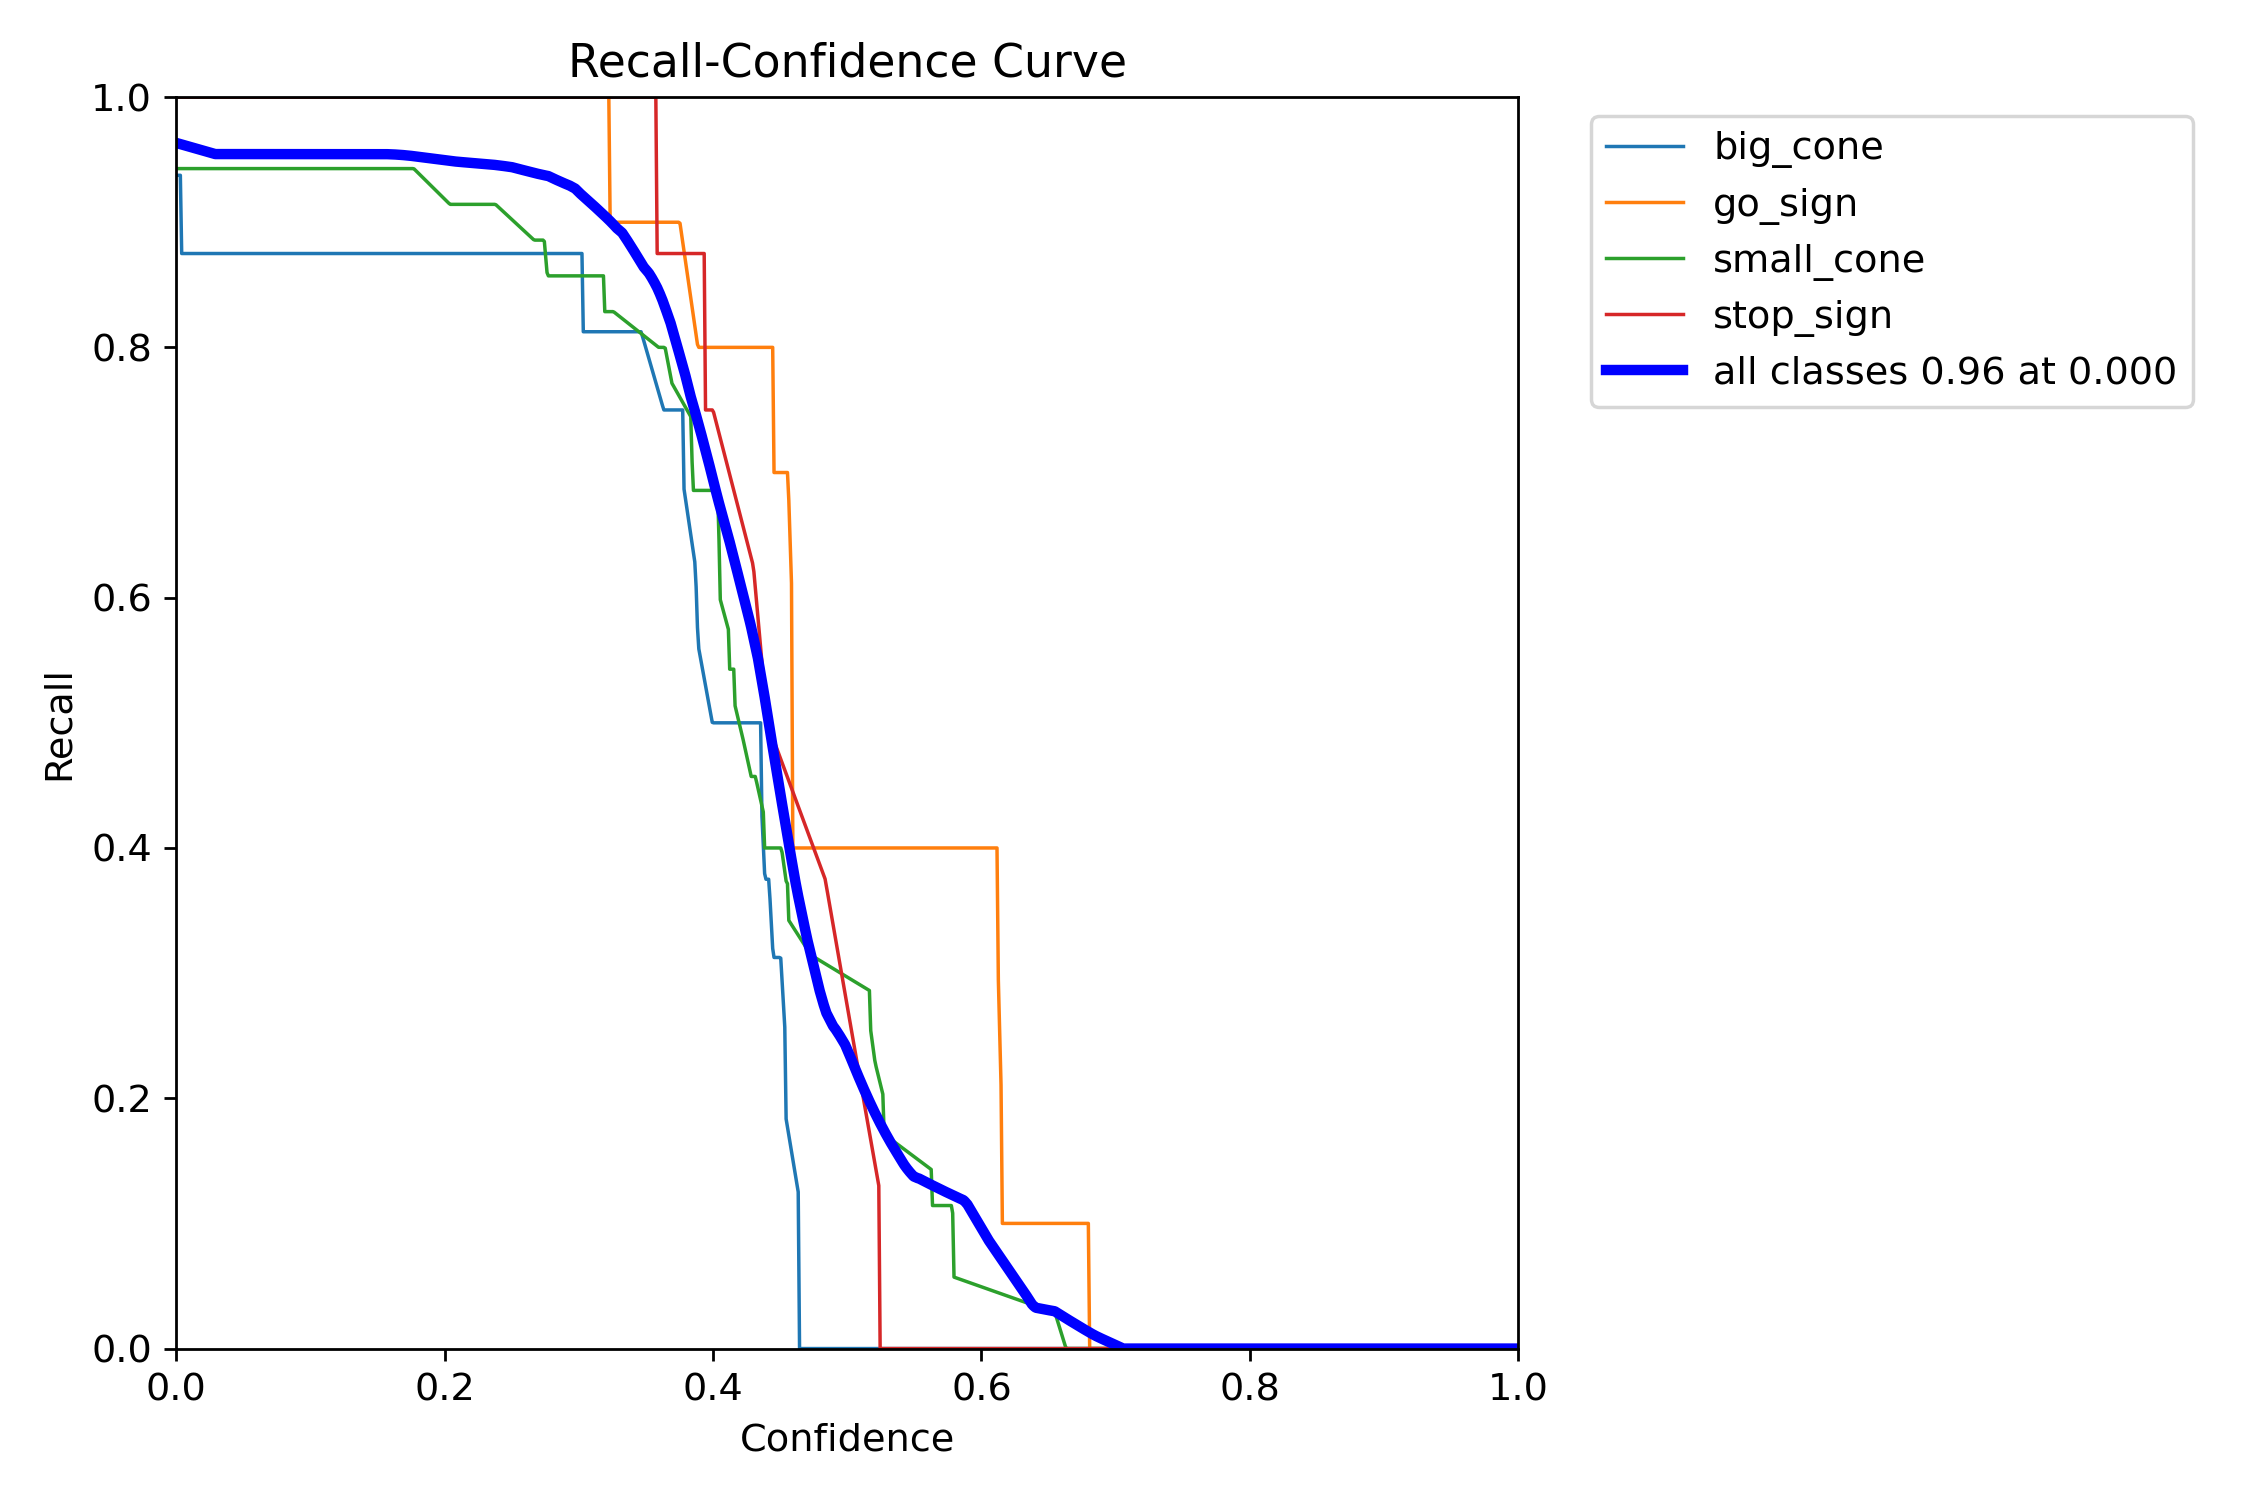 Recall-Confidence Curve
1.0
0.8
0.6
0.4
0.2
0.0
Recall
0.0 0.2 0.4 0.6 0.8 1.0
Confidence
big_cone
go_sign
small_cone
stop_sign
all classes 0.96 at 0.000